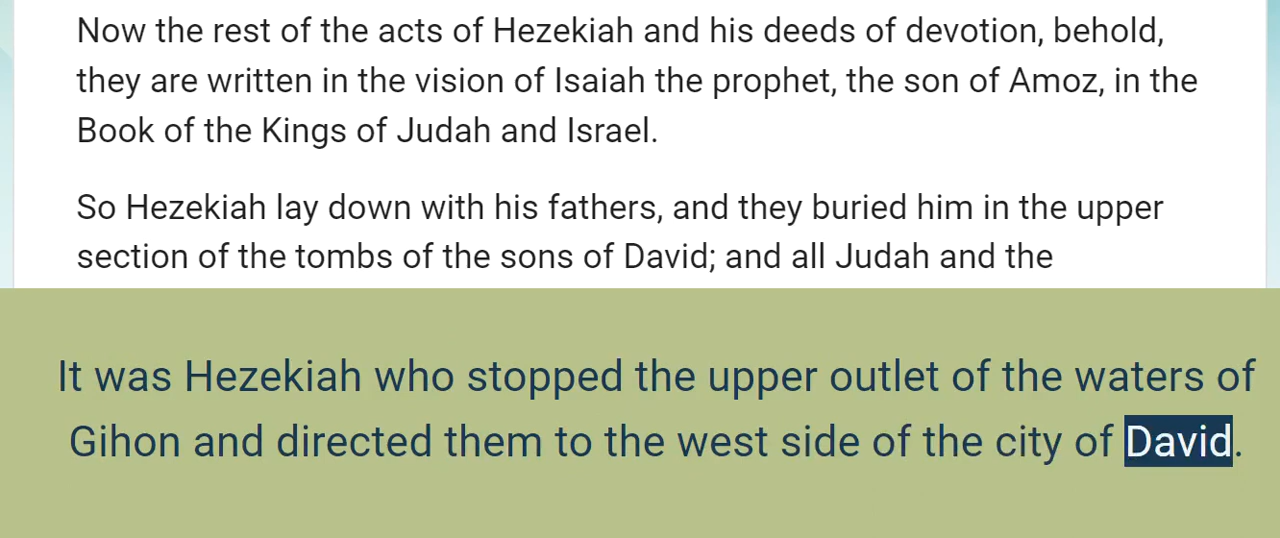 Now the rest of the acts of Hezekiah and his deeds of devotion, behold,
they are written in the vision of Isaiah the prophet, the son of Amoz, in the
Book of the Kings of Judah and Israel.
So Hezekiah lay down with his fathers, and they buried him in the upper
section of the tombs of the sons of David; and all Judah and the
It was Hezekiah who stopped the upper outlet of the waters of
Gihon and directed them to the west side of the city of David.